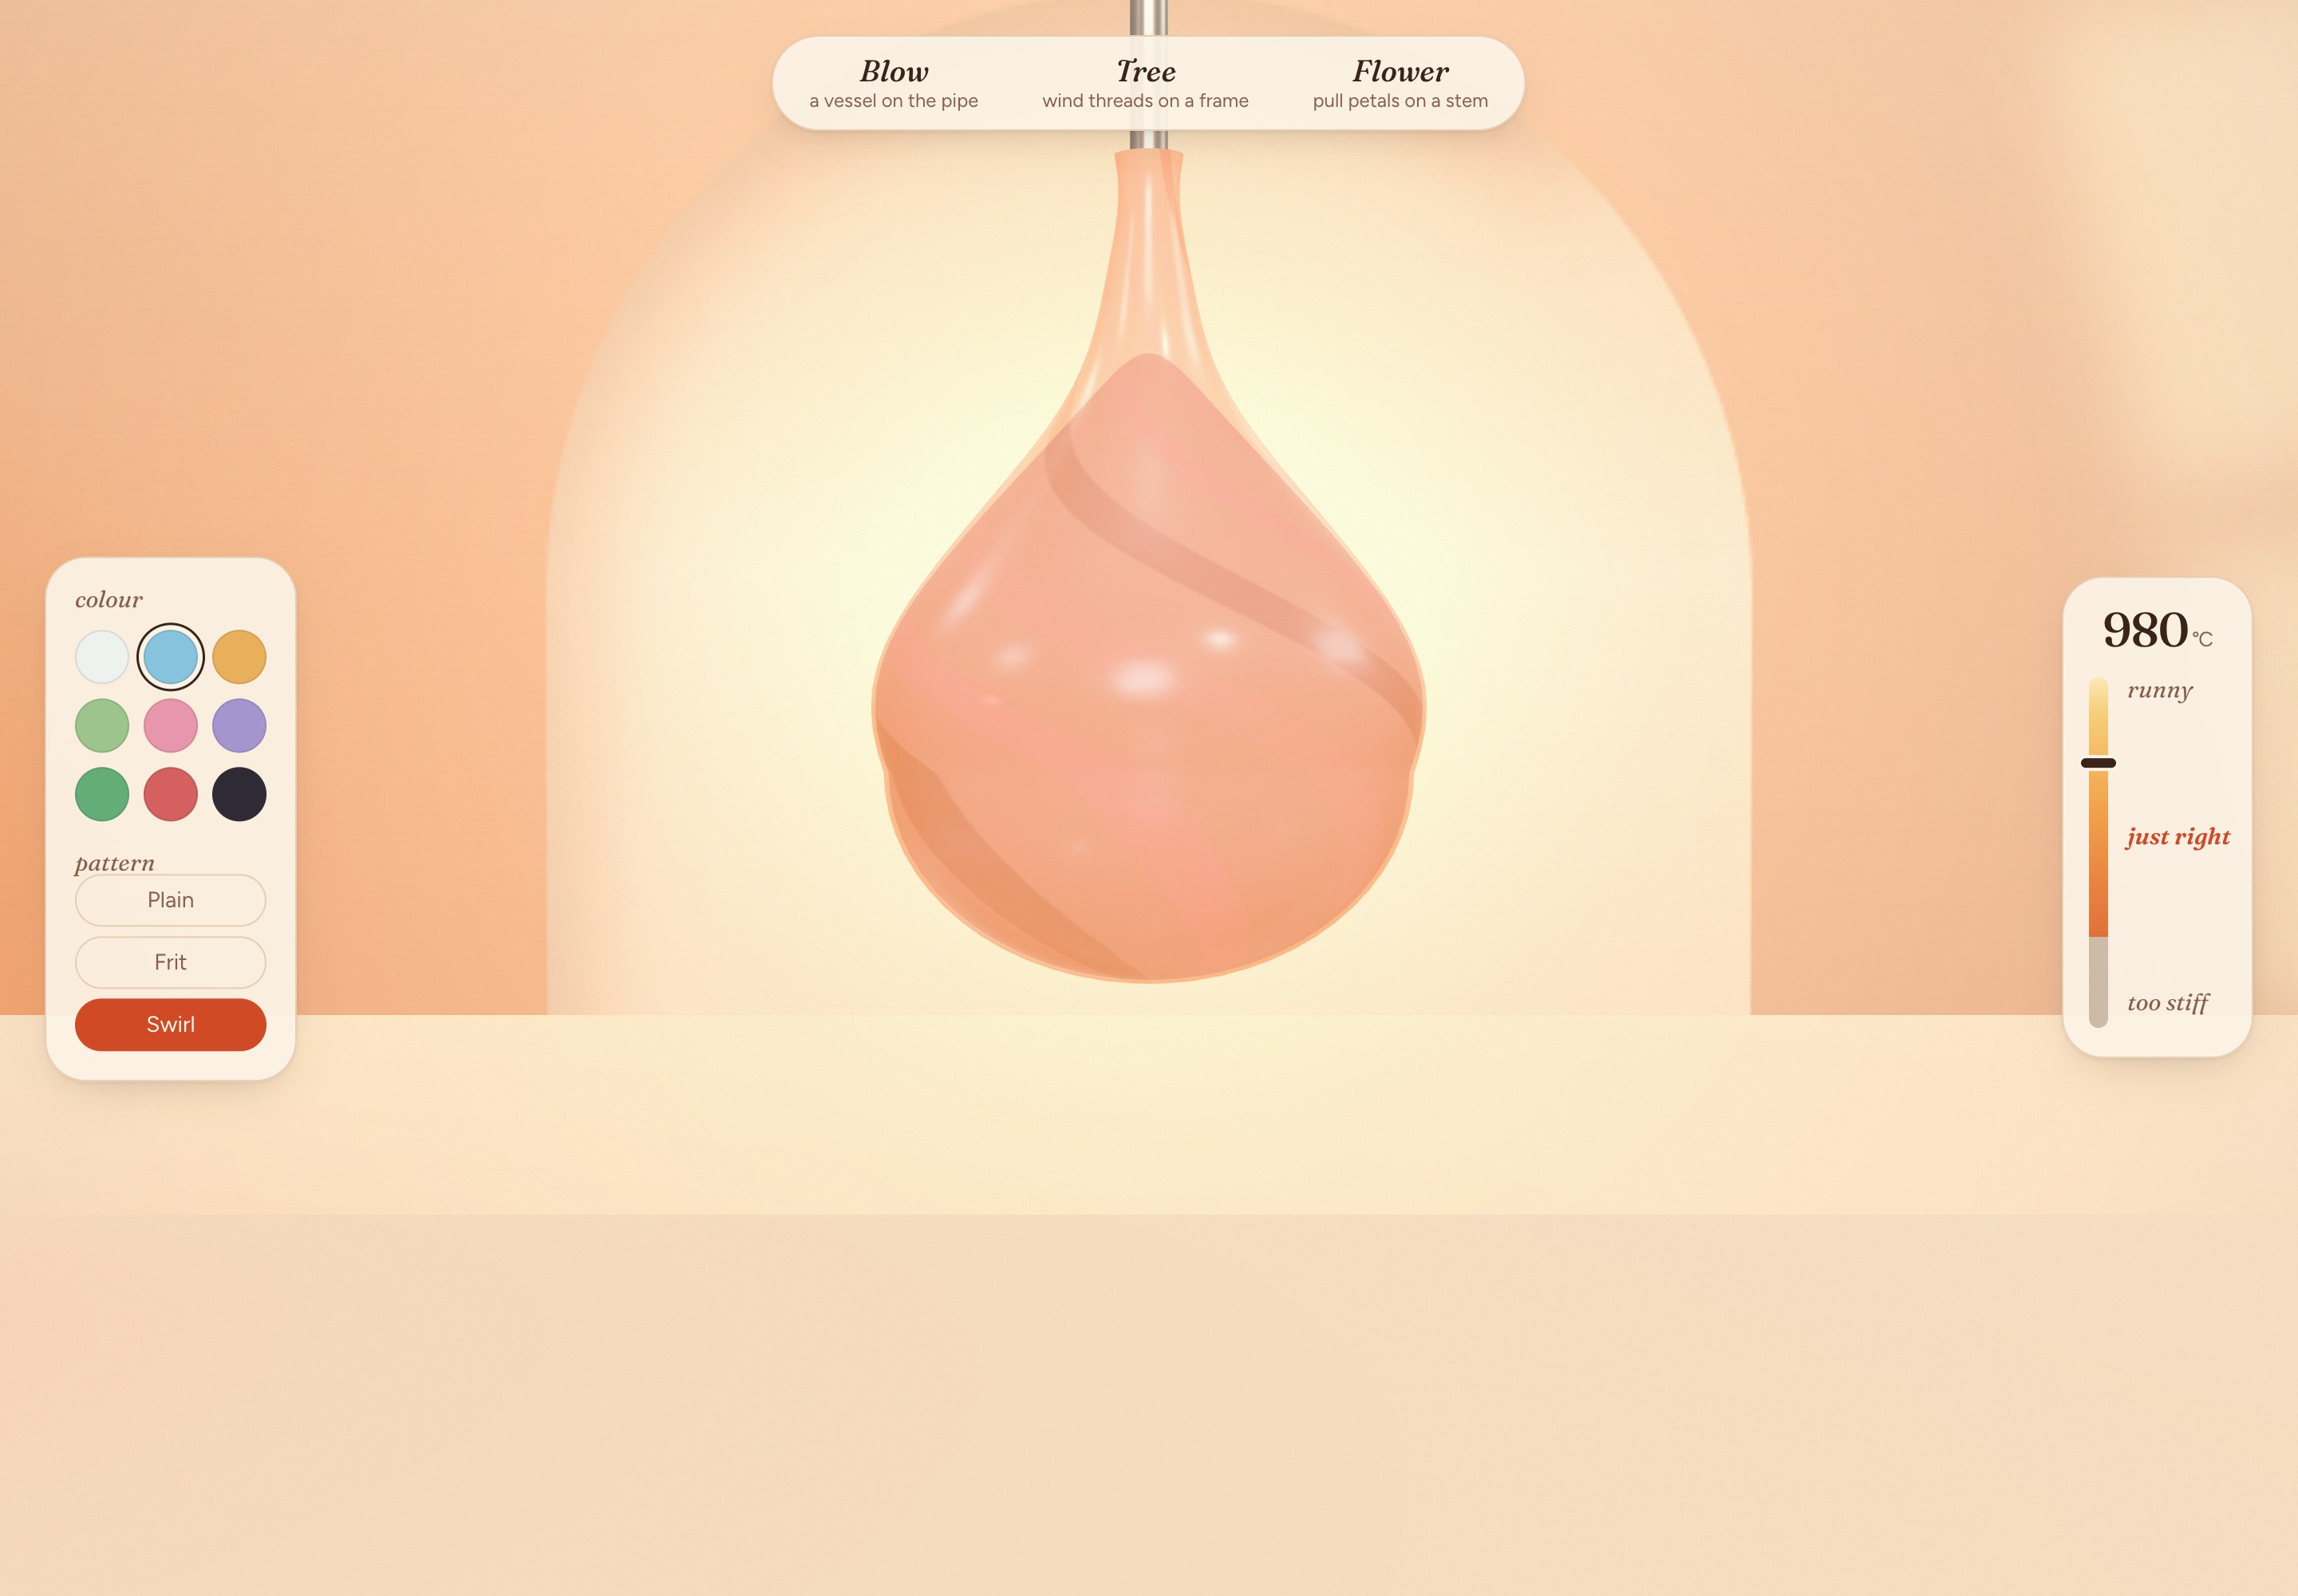 Blow
a vessel on the pipe
Tree
wind threads on a frame
Flower
pull petals on a stem
colour
pattern
Plain
Frit
Swirl
980 °C
runny
just right
too stiff